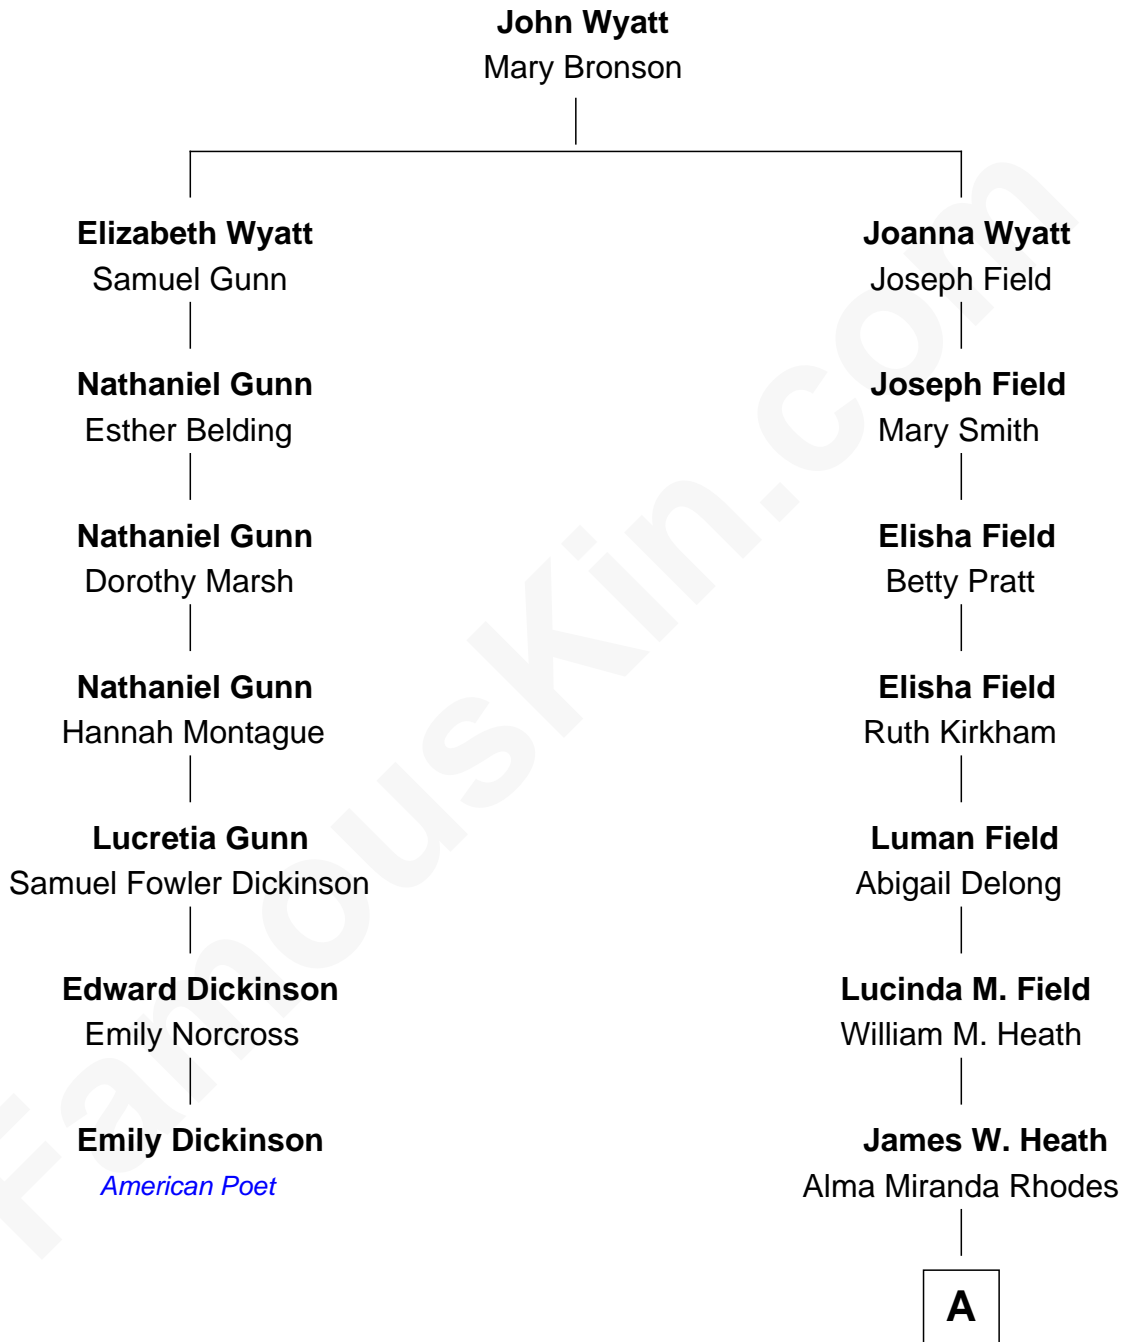 John Wyatt
Mary Bronson
Elizabeth Wyatt
Samuel Gunn
Joanna Wyatt
Joseph Field
Nathaniel Gunn
Esther Belding
Joseph Field
Mary Smith
Nathaniel Gunn
Dorothy Marsh
Elisha Field
Betty Pratt
Nathaniel Gunn
Hannah Montague
Elisha Field
Ruth Kirkham
Lucretia Gunn
Samuel Fowler Dickinson
Luman Field
Abigail Delong
Edward Dickinson
Emily Norcross
Lucinda M. Field
William M. Heath
Emily Dickinson
American Poet
James W. Heath
Alma Miranda Rhodes
A
FamousKin.com